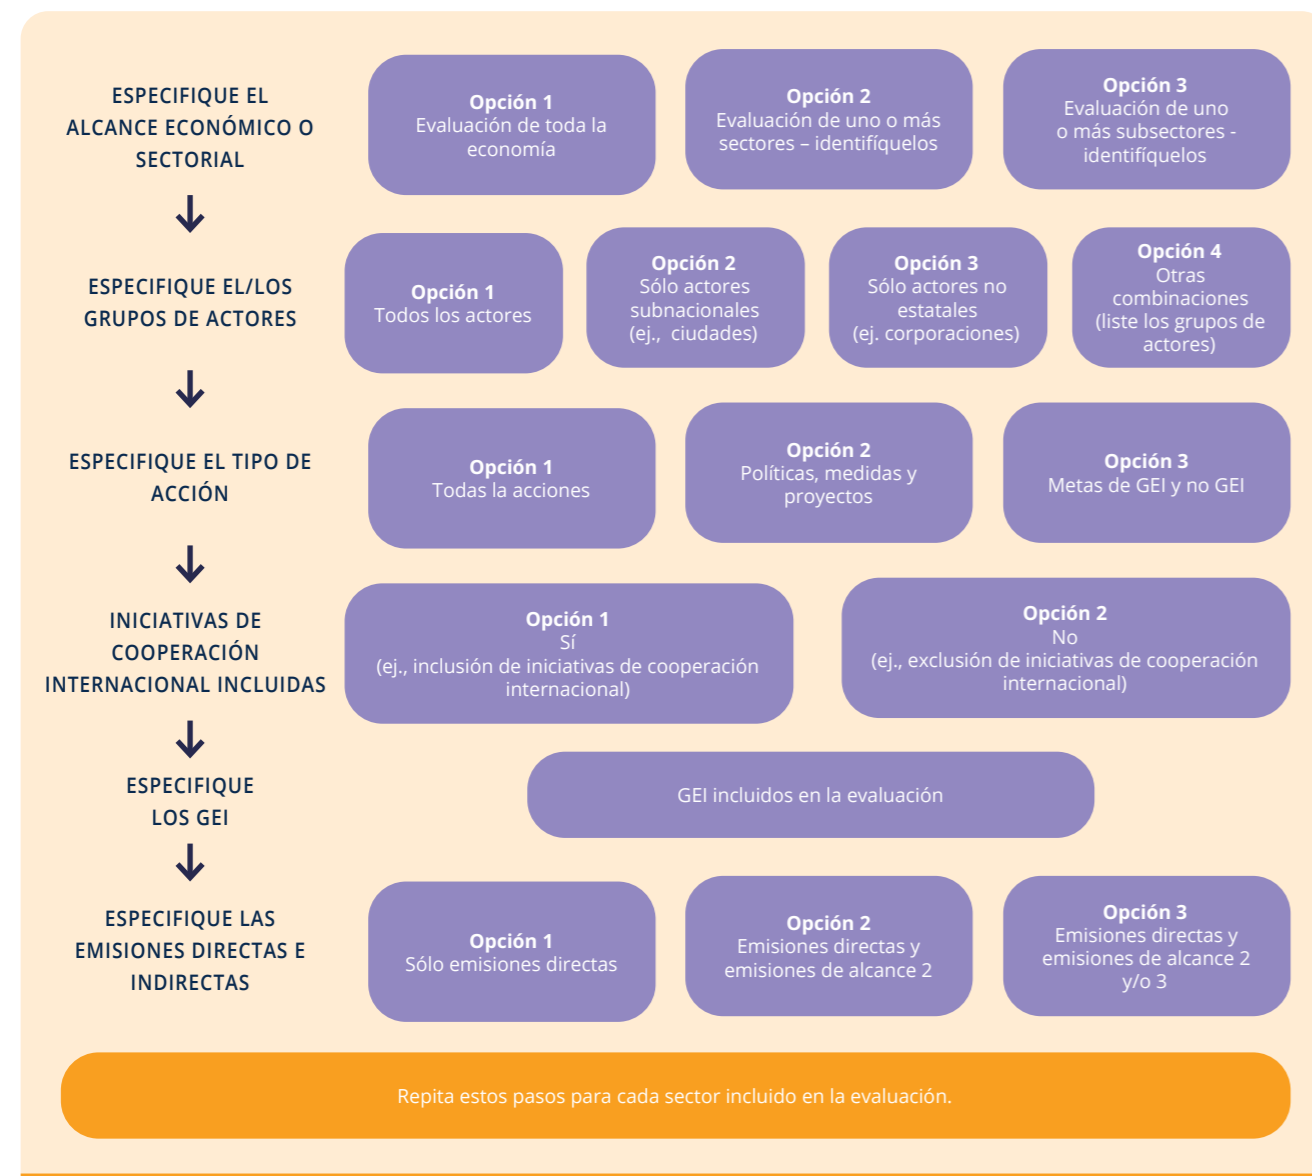 ESPECIFIQUE EL
ALCANCE ECONÓMICO O
SECTORIAL
Opción 1
Evaluación de toda la
economía
Opción 2
Evaluación de uno o más
sectores – identifíquelos
Opción 3
Evaluación de uno
o más subsectores -
identifíquelos
ESPECIFIQUE EL/LOS
GRUPOS DE ACTORES
Opción 1
Todos los actores
Opción 2
Sólo actores
subnacionales
(ej., ciudades)
Opción 3
Sólo actores no
estatales
(ej. corporaciones)
Opción 4
Otras
combinaciones
(liste los grupos de
actores)
ESPECIFIQUE EL TIPO DE
ACCIÓN
Opción 1
Todas la acciones
Opción 2
Políticas, medidas y
proyectos
Opción 3
Metas de GEI y no GEI
INICIATIVAS DE
COOPERACIÓN
INTERNACIONAL INCLUIDAS
Opción 1
Sí
(ej., inclusión de iniciativas de cooperación
internacional)
Opción 2
No
(ej., exclusión de iniciativas de cooperación
internacional)
ESPECIFIQUE
LOS GEI
GEI incluidos en la evaluación
ESPECIFIQUE LAS
EMISIONES DIRECTAS E
INDIRECTAS
Opción 1
Sólo emisiones directas
Opción 2
Emisiones directas y
emisiones de alcance 2
Opción 3
Emisiones directas y
emisiones de alcance 2
y/o 3
Repita estos pasos para cada sector incluido en la evaluación.